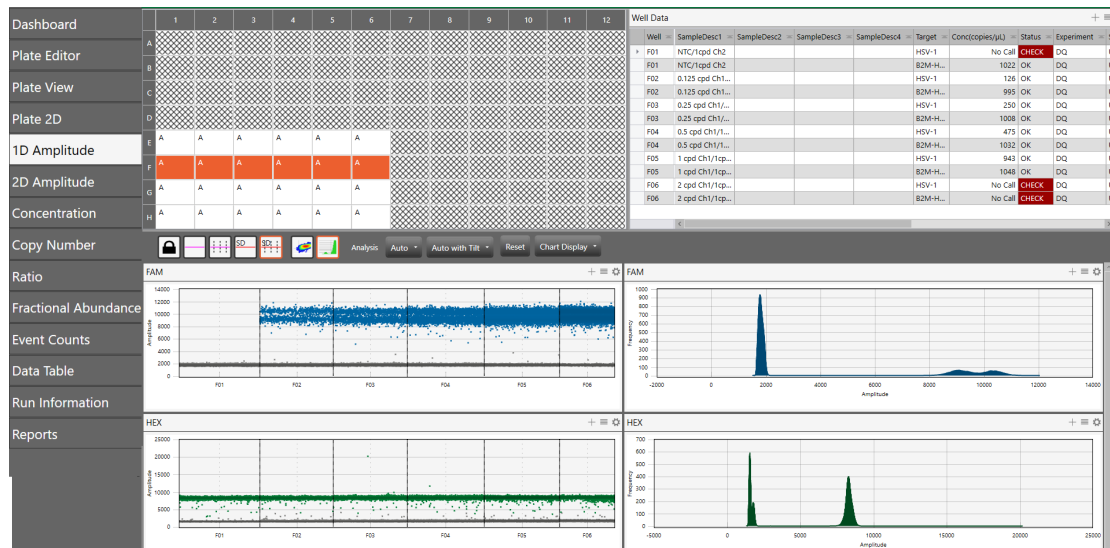 Dashboard
Plate Editor
Plate View
Plate 2D
1D Amplitude
2D Amplitude
Concentration
Copy Number
Ratio
Fractional Abundance
Event Counts
Data Table
Run Information
Reports
1 2 3 4 5 6 7 8 9 10 11 12
A
B
C
D
E A A A A A A
F A A A A A A
G A A A A A A
H A A A A A A
Well Data
Well SampleDesc1 SampleDesc2 SampleDesc3 SampleDesc4 Target Conc(copies/µL) Status Experiment
F01 NTC/1cpd Ch2 HSV-1 No Call CHECK DQ
F01 NTC/1cpd Ch2 B2M-H... 1022 OK DQ
F02 0.125 cpd Ch1... HSV-1 126 OK DQ
F02 0.125 cpd Ch1... B2M-H... 995 OK DQ
F03 0.25 cpd Ch1/... HSV-1 250 OK DQ
F03 0.25 cpd Ch1/... B2M-H... 1008 OK DQ
F04 0.5 cpd Ch1/1... HSV-1 475 OK DQ
F04 0.5 cpd Ch1/1... B2M-H... 1032 OK DQ
F05 1 cpd Ch1/1cp... HSV-1 943 OK DQ
F05 1 cpd Ch1/1cp... B2M-H... 1048 OK DQ
F06 2 cpd Ch1/1cp... HSV-1 No Call CHECK DQ
F06 2 cpd Ch1/1cp... B2M-H... No Call CHECK DQ
SD Analysis Auto Auto with Tilt Reset Chart Display
FAM
14000
12000
10000
8000
6000
4000
2000
0
Amplitude
F01 F02 F03 F04 F05 F06
FAM
1000
900
800
700
600
500
400
300
200
100
0
Frequency
-2000 0 2000 4000 6000 8000 10000 12000 14000
Amplitude
HEX
25000
20000
15000
10000
5000
0
Amplitude
F01 F02 F03 F04 F05 F06
HEX
700
600
500
400
300
200
100
0
Frequency
-5000 0 5000 10000 15000 20000 25000
Amplitude